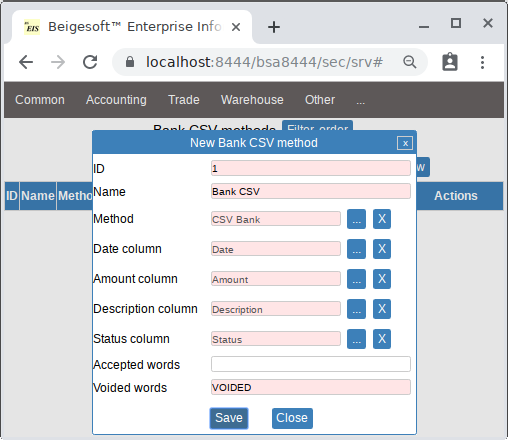 EIS Beigesoft™ Enterprise Info
localhost:8444/bsa8444/sec/srv#
Common Accounting Trade Warehouse Other ...
Bank CSV methods Filter, order
New Bank CSV method x
ID 1
w
Name Bank CSV
ID Name Metho Actions
Method CSV Bank ... X
Date column Date ... X
Amount column Amount ... X
Description column Description ... X
Status column Status ... X
Accepted words
Voided words VOIDED
Save Close